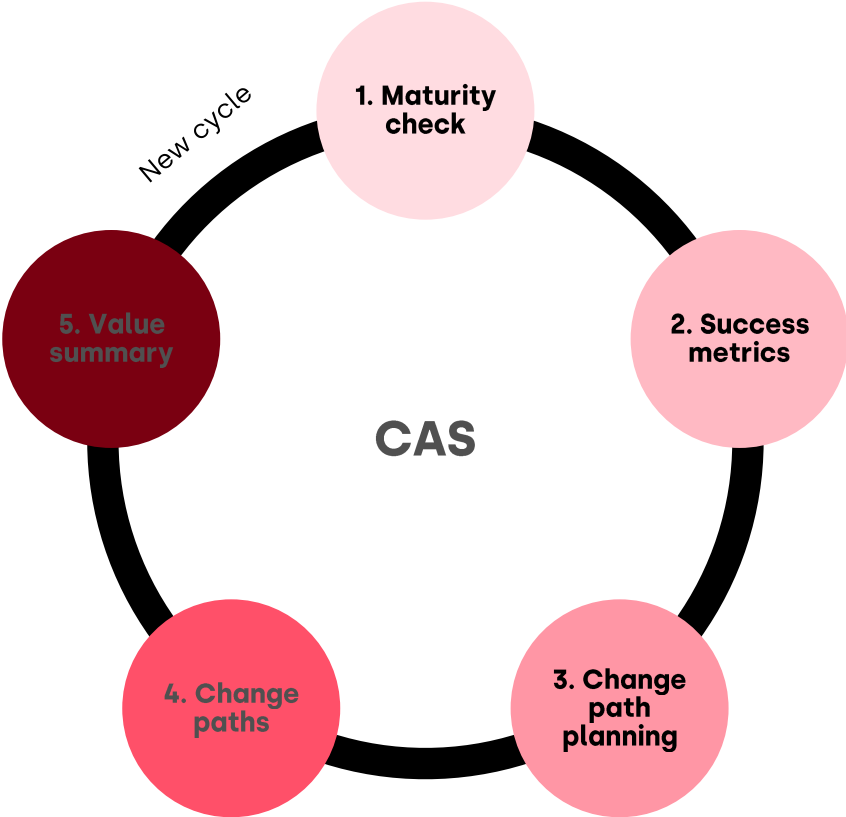 New cycle
1. Maturity
check
2. Success
metrics
3. Change
path
planning
4. Change
paths
5. Value
summary
CAS